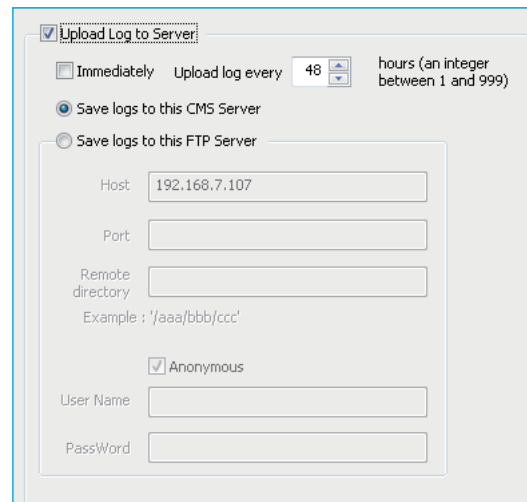 Upload Log to Server
Immediately Upload log every 48 hours (an integer
between 1 and 999)
Save logs to this CMS Server
Save logs to this FTP Server
Host 192.168.7.107
Port
Remote
directory
Example : '/aaa/bbb/ccc'
Anonymous
User Name
PassWord